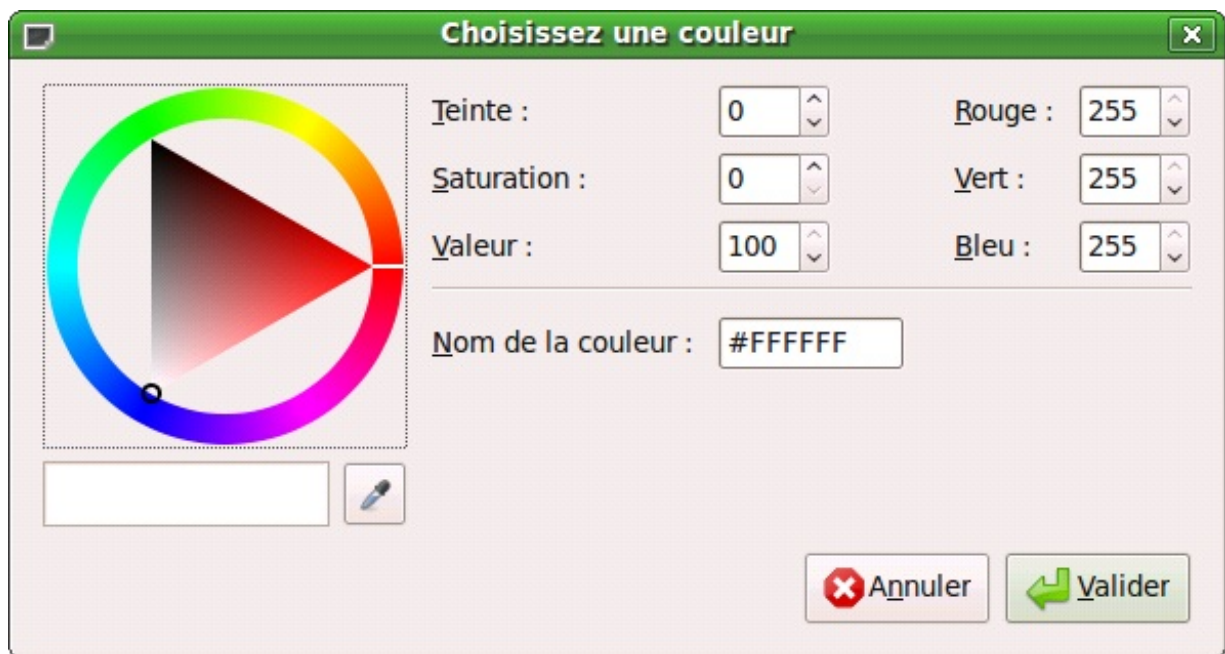 Choisissez une couleur
Teinte : 0 Rouge : 255
Saturation : 0 Vert : 255
Valeur : 100 Bleu : 255
Nom de la couleur : #FFFFFF
Annuler Valider